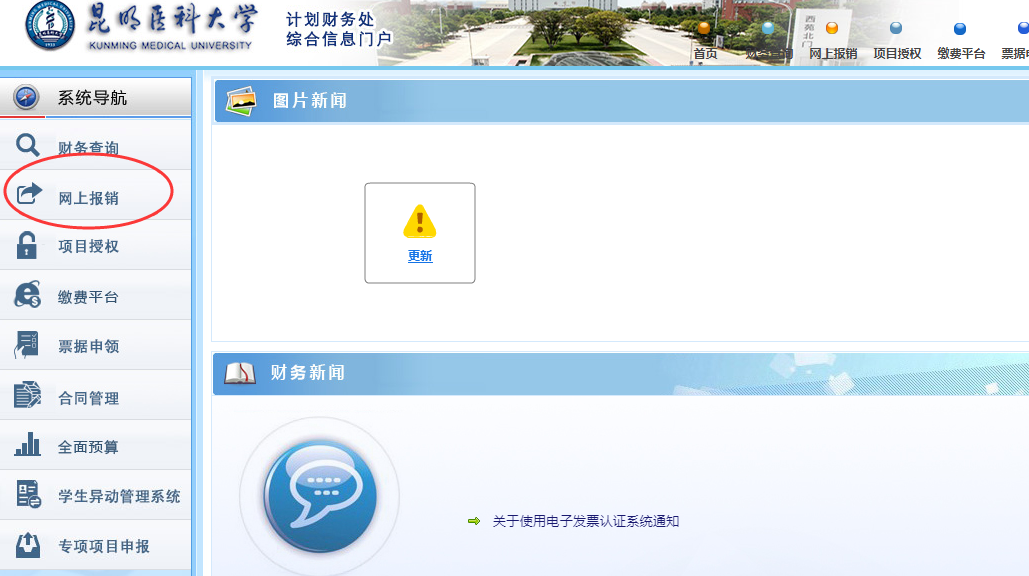 昆明医科大学
KUNMING MEDICAL UNIVERSITY
计划财务处
综合信息门户
首页
财务查询
网上报销
项目授权
缴费平台
系统导航
财务查询
网上报销
项目授权
缴费平台
票据申领
合同管理
全面预算
学生异动管理系统
专项项目申报
图片新闻
更新
财务新闻
关于使用电子发票认证系统通知